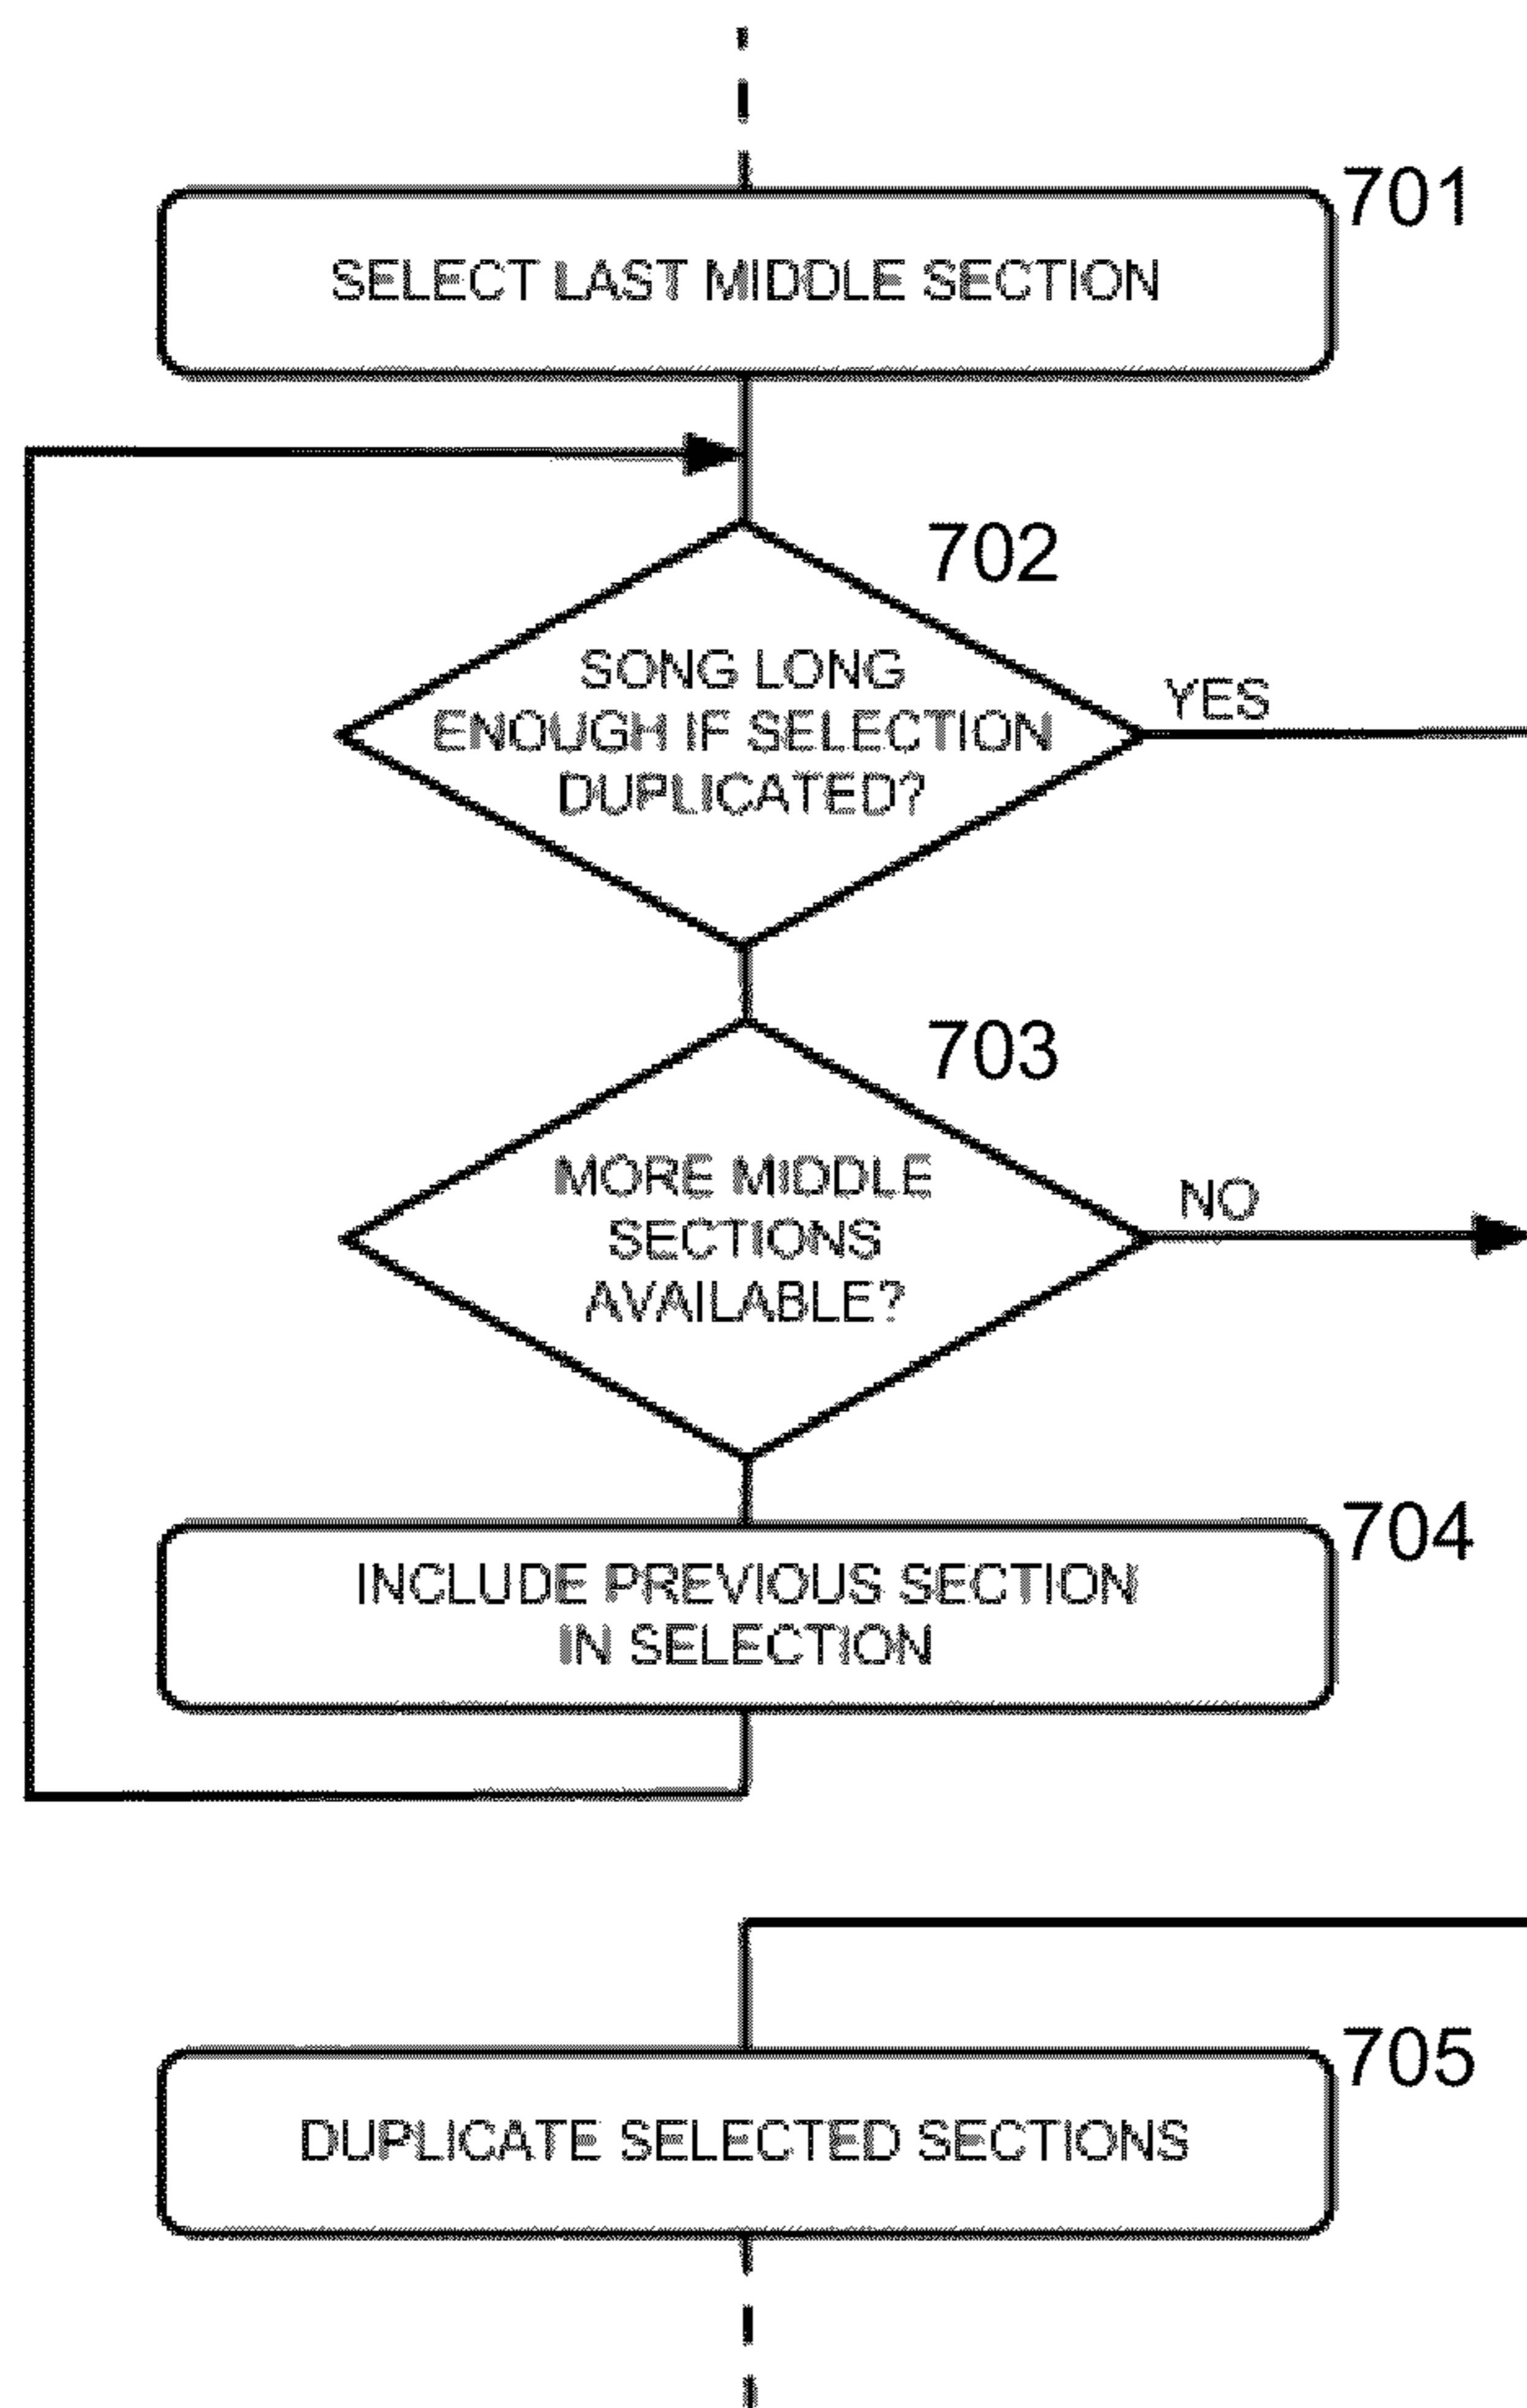 701
SELECT LAST MIDDLE SECTION
702
SONG LONG
ENOUGH IF SELECTION
DUPLICATED?
YES
703
MORE MIDDLE
SECTIONS
AVAILABLE?
NO
704
INCLUDE PREVIOUS SECTION
IN SELECTION
705
DUPLICATE SELECTED SECTIONS